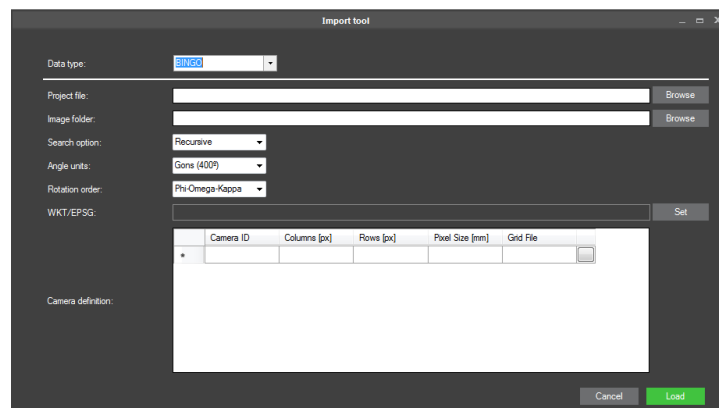 Import tool
Data type: BINGO
Project file: Browse
Image folder: Browse
Search option: Recursive
Angle units: Gons (400º)
Rotation order: Phi-Omega-Kappa
WKT/EPSG: Set
Camera ID Columns [px] Rows [px] Pixel Size [mm] Grid File
*
Camera definition:
Cancel Load